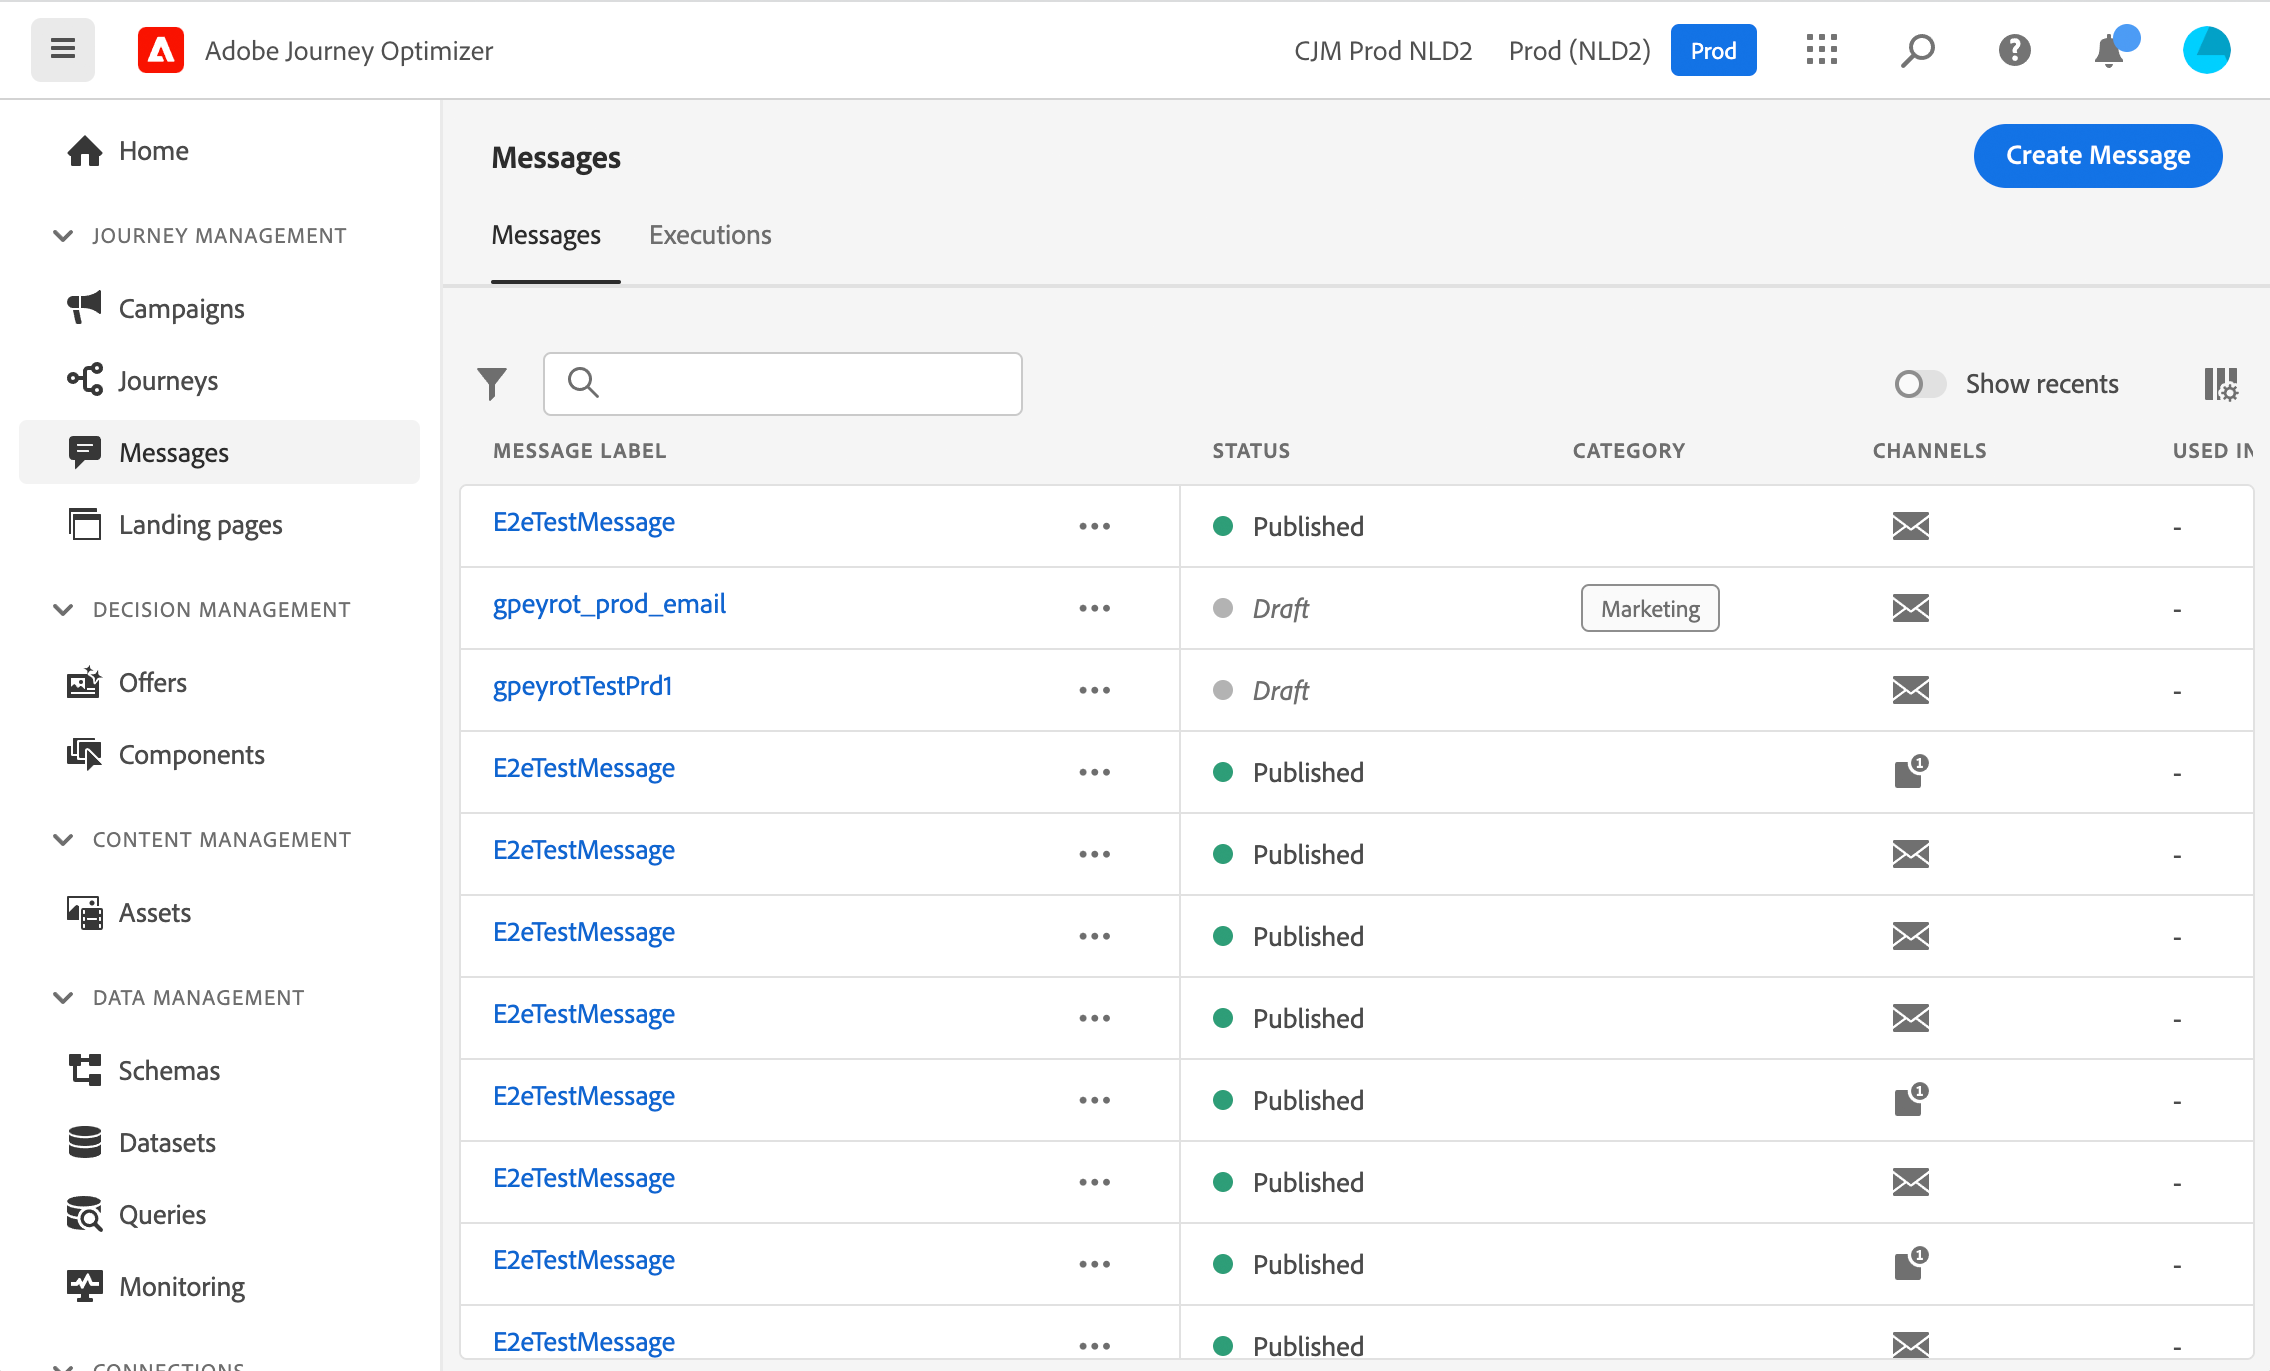 Adobe Journey Optimizer
CJM Prod NLD2
Prod (NLD2)
Prod
Home
JOURNEY MANAGEMENT
Campaigns
Journeys
Messages
Landing pages
DECISION MANAGEMENT
Offers
Components
CONTENT MANAGEMENT
Assets
DATA MANAGEMENT
Schemas
Datasets
Queries
Monitoring
CONNECTIONS
Messages
Create Message
Messages
Executions
Show recents
MESSAGE LABEL STATUS CATEGORY CHANNELS USED IN
E2eTestMessage Published -
gpeyrot_prod_email Draft Marketing -
gpeyrotTestPrd1 Draft -
E2eTestMessage Published 1 -
E2eTestMessage Published -
E2eTestMessage Published -
E2eTestMessage Published -
E2eTestMessage Published 1 -
E2eTestMessage Published -
E2eTestMessage Published 1 -
E2eTestMessage Published -